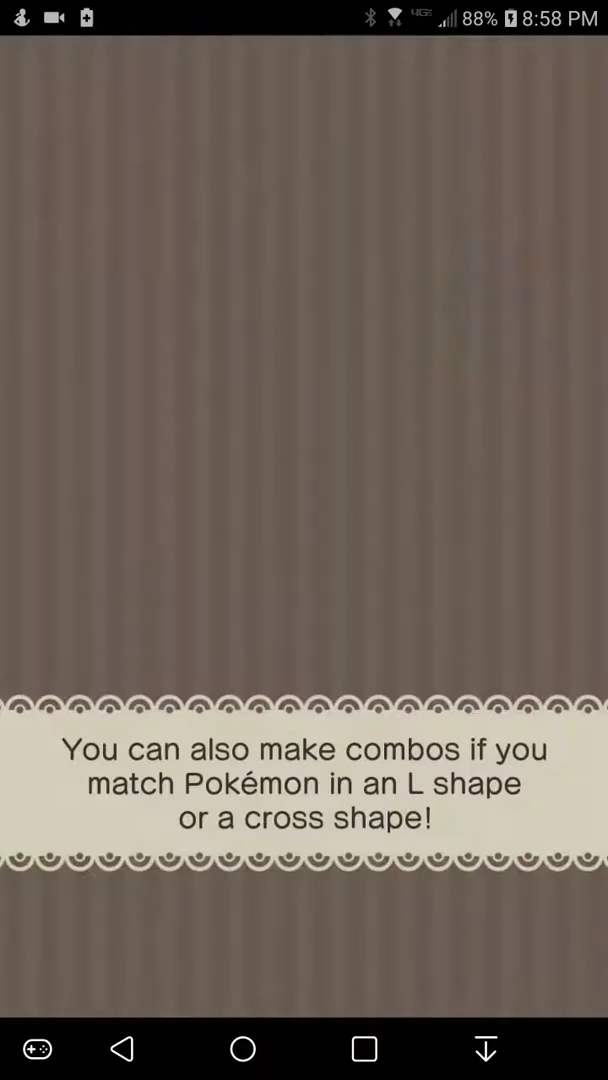 88% 8:58 PM
You can also make combos if you
match Pokémon in an L shape
or a cross shape!